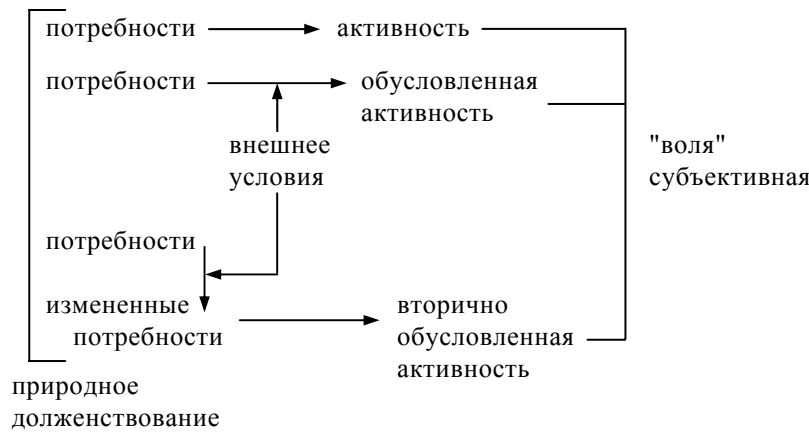 потребности
активность
потребности
обусловленная
активность
внешнее
условия
"воля"
субъективная
потребности
измененные
потребности
вторично
обусловленная
активность
природное
долженствование